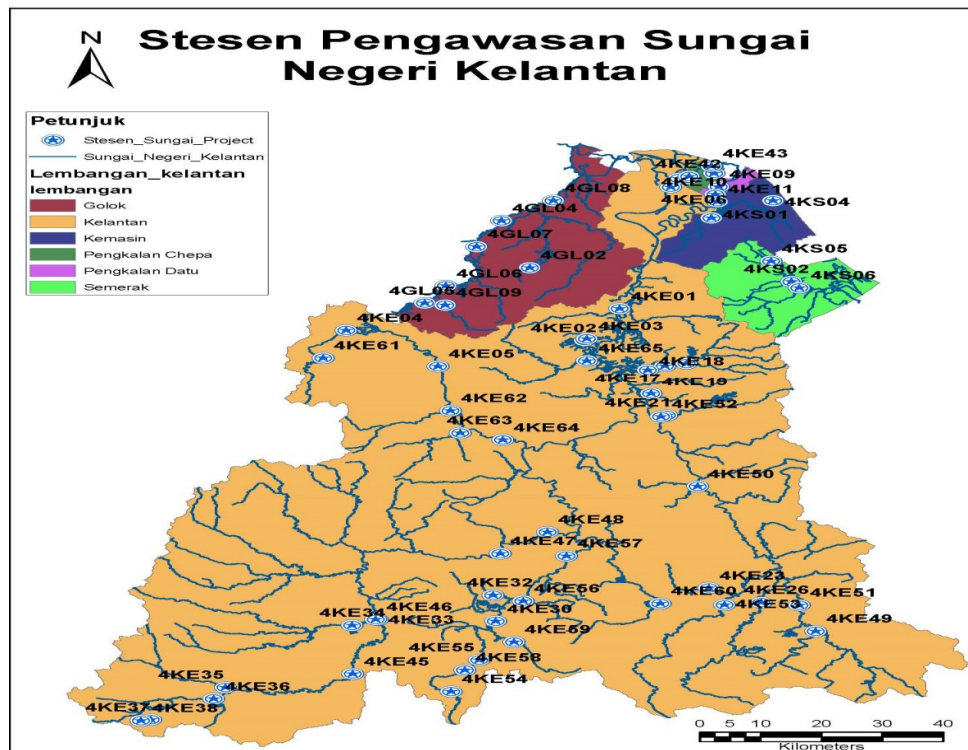 Stesen Pengawasan Sungai
Negeri Kelantan
N
Petunjuk
Stesen_Sungai_Project
Sungai_Negeri_Kelantan
Lembangan_kelantan
lembangan
Golok
Kelantan
Kemasin
Pengkalan Chepa
Pengkalan Datu
Semerak
4KE43
4KE42
4KE09
4KE10
4KE11
4GL08
4KE06
4KS04
4GL04
4KS01
4GL07
4GL02
4KS05
4GL06
4KS02
4KS06
4GL05
4GL09
4KE01
4KE04
4KE02
4KE03
4KE61
4KE05
4KE65
4KE18
4KE17
4KE19
4KE62
4KE21
4KE52
4KE63
4KE64
4KE50
4KE48
4KE47
4KE57
4KE32
4KE56
4KE23
4KE60
4KE26
4KE51
4KE34
4KE46
4KE30
4KE53
4KE33
4KE49
4KE59
4KE55
4KE58
4KE45
4KE35
4KE36
4KE54
4KE37
4KE38
0 5 10 20 30 40
Kilometers